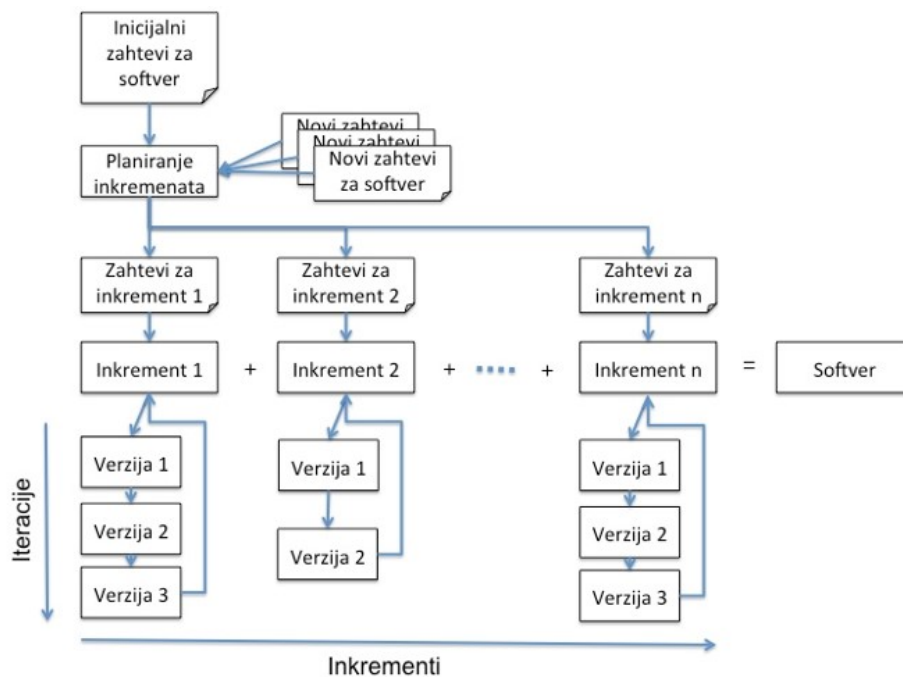 Inicijalni
zahtevi za
softver
Novi zahtevi
Novi zahtevi
Novi zahtevi
za softver
Planiranje
inkremenata
Zahtevi za
inkrement 1
Zahtevi za
inkrement 2
Zahtevi za
inkrement n
Inkrement 1
+
Inkrement 2
+
+
Inkrement n
=
Softver
Iteracije
Verzija 1
Verzija 2
Verzija 3
Verzija 1
Verzija 2
Verzija 1
Verzija 2
Verzija 3
Inkrementi